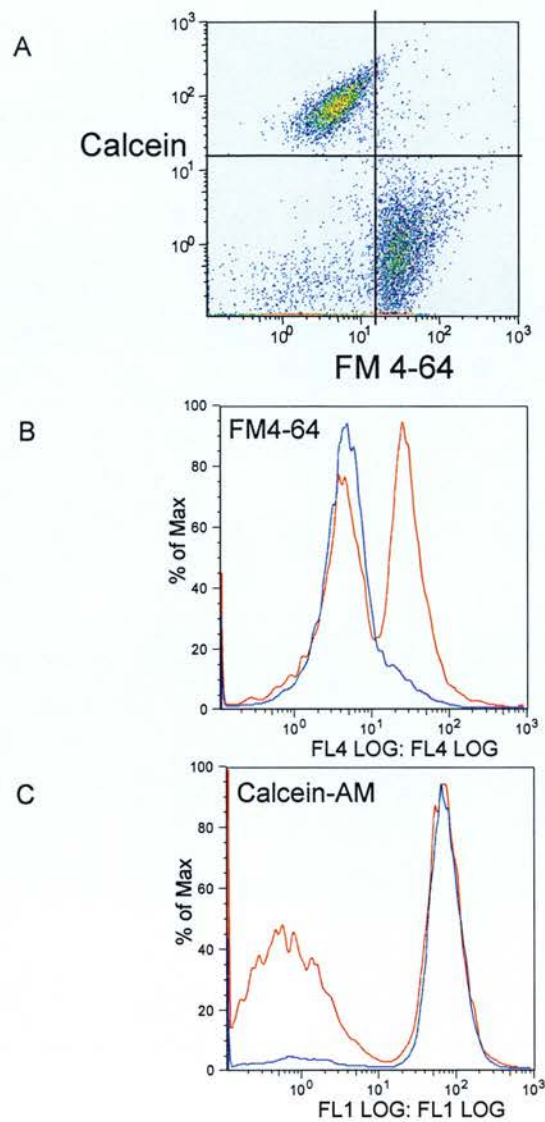 A
Calcein
10³
10²
10¹
10⁰
10⁰ 10¹ 10² 10³
FM 4-64
B
FM4-64
% of Max
100
80
60
40
20
0
10⁰ 10¹ 10² 10³
FL4 LOG: FL4 LOG
C
Calcein-AM
% of Max
100
80
60
40
20
0
10⁰ 10¹ 10² 10³
FL1 LOG: FL1 LOG